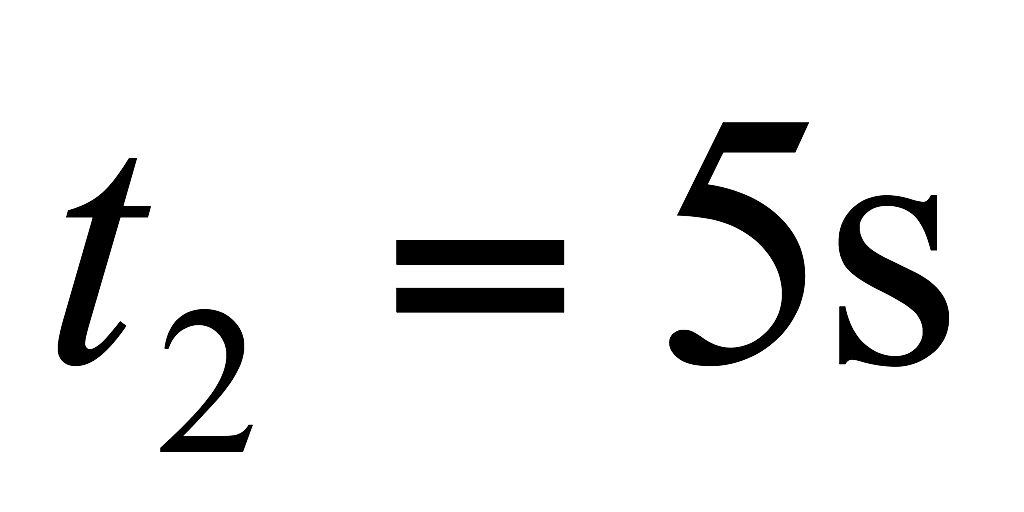 t₂ = 5s